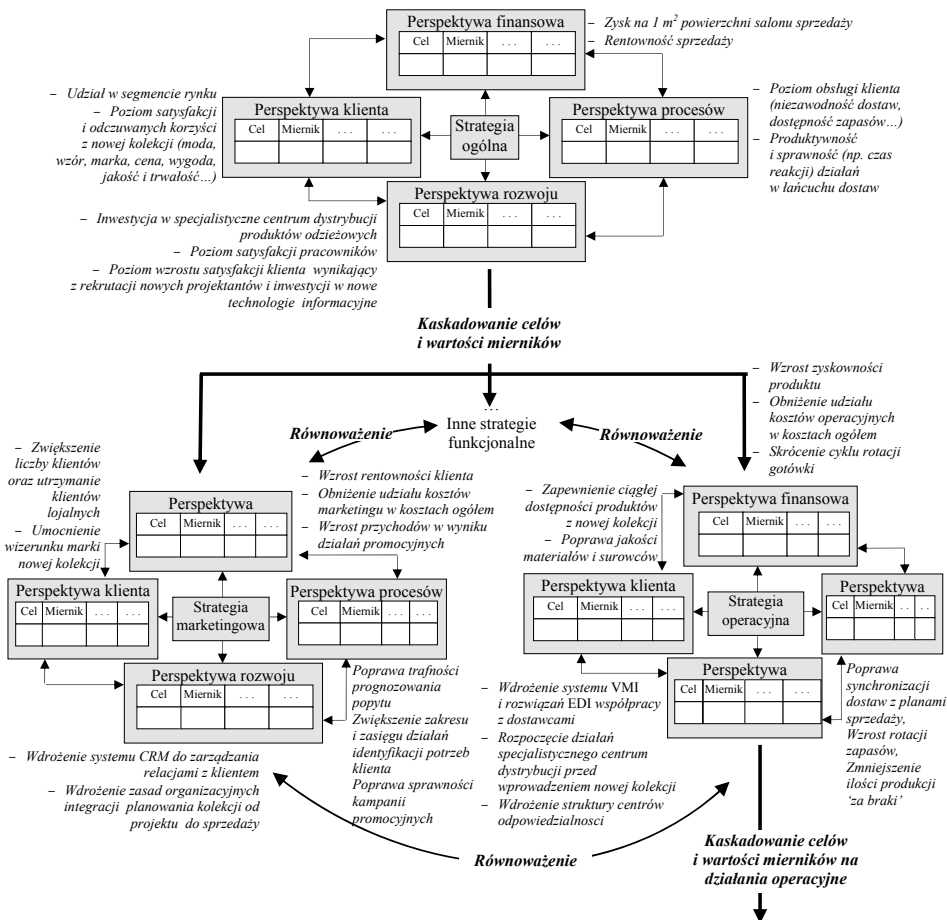 Perspektywa finansowa
Cel Miernik . . . . . .
– Zysk na 1 m² powierzchni salonu sprzedaży
– Rentowność sprzedaży
– Udział w segmencie rynku
– Poziom satysfakcji
i odczuwanych korzyści
z nowej kolekcji (moda,
wzór, marka, cena, wygoda,
jakość i trwałość…)
Perspektywa klienta
Cel Miernik . . . . . .
Strategia
ogólna
Perspektywa procesów
Cel Miernik . . . . . .
– Poziom obsługi klienta
(niezawodność dostaw,
dostępność zapasów…)
– Produktywność
i sprawność (np. czas
reakcji) działań
w łańcuchu dostaw
Perspektywa rozwoju
Cel Miernik . . . . . .
– Inwestycja w specjalistyczne centrum dystrybucji
produktów odzieżowych
– Poziom satysfakcji pracowników
– Poziom wzrostu satysfakcji klienta wynikający
z rekrutacji nowych projektantów i inwestycji w nowe
technologie informacyjne
Kaskadowanie celów
i wartości mierników
…
Inne strategie
funkcjonalne
Równoważenie
Równoważenie
– Wzrost zyskowności
produktu
– Obniżenie udziału
kosztów operacyjnych
w kosztach ogółem
– Skrócenie cyklu rotacji
gotówki
– Zwiększenie
liczby klientów
oraz utrzymanie
klientów
lojalnych
– Umocnienie
wizerunku marki
nowej kolekcji
– Wzrost rentowności klienta
– Obniżenie udziału kosztów
marketingu w kosztach ogółem
– Wzrost przychodów w wyniku
działań promocyjnych
Perspektywa
Cel Miernik . . . . . .
Perspektywa klienta
Cel Miernik . . . . . .
Strategia
marketingowa
Perspektywa procesów
Cel Miernik . . . . . .
Perspektywa rozwoju
Cel Miernik . . . . . .
Poprawa trafności
prognozowania
popytu
Zwiększenie zakresu
i zasięgu działań
identyfikacji potrzeb
klienta
Poprawa sprawności
kampanii
promocyjnych
– Wdrożenie systemu CRM do zarządzania
relacjami z klientem
– Wdrożenie zasad organizacyjnych
integracji planowania kolekcji od
projektu do sprzedaży
– Zapewnienie ciągłej
dostępności produktów
z nowej kolekcji
– Poprawa jakości
materiałów i surowców
Perspektywa finansowa
Cel Miernik . . . . . .
Perspektywa klienta
Cel Miernik . . . . . .
Strategia
operacyjna
Perspektywa
Cel Miernik . . . .
Perspektywa
Cel Miernik . . . . . .
– Wdrożenie systemu VMI
i rozwiązań EDI współpracy
z dostawcami
– Rozpoczęcie działań
specjalistycznego centrum
dystrybucji przed
wprowadzeniem nowej kolekcji
– Wdrożenie struktury centrów
odpowiedzialnosci
Poprawa
synchronizacji
dostaw z planami
sprzedaży,
Wzrost rotacji
zapasów,
Zmniejszenie
ilości produkcji
‘za braki’
Równoważenie
Kaskadowanie celów
i wartości mierników na
działania operacyjne